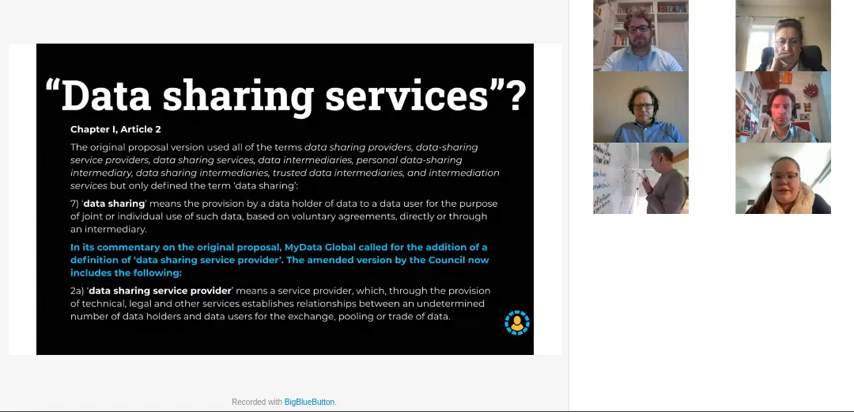 “Data sharing services”?
Chapter I, Article 2
The original proposal version used all of the terms data sharing providers, data-sharing
service providers, data sharing services, data intermediaries, personal data-sharing
intermediary, data sharing intermediaries, trusted data intermediaries, and intermediation
services but only defined the term ‘data sharing’:
7) ‘data sharing’ means the provision by a data holder of data to a data user for the purpose
of joint or individual use of such data, based on voluntary agreements, directly or through
an intermediary.
In its commentary on the original proposal, MyData Global called for the addition of a
definition of ‘data sharing service provider’. The amended version by the Council now
includes the following:
2a) ‘data sharing service provider’ means a service provider, which, through the provision
of technical, legal and other services establishes relationships between an undetermined
number of data holders and data users for the exchange, pooling or trade of data.
Recorded with BigBlueButton.